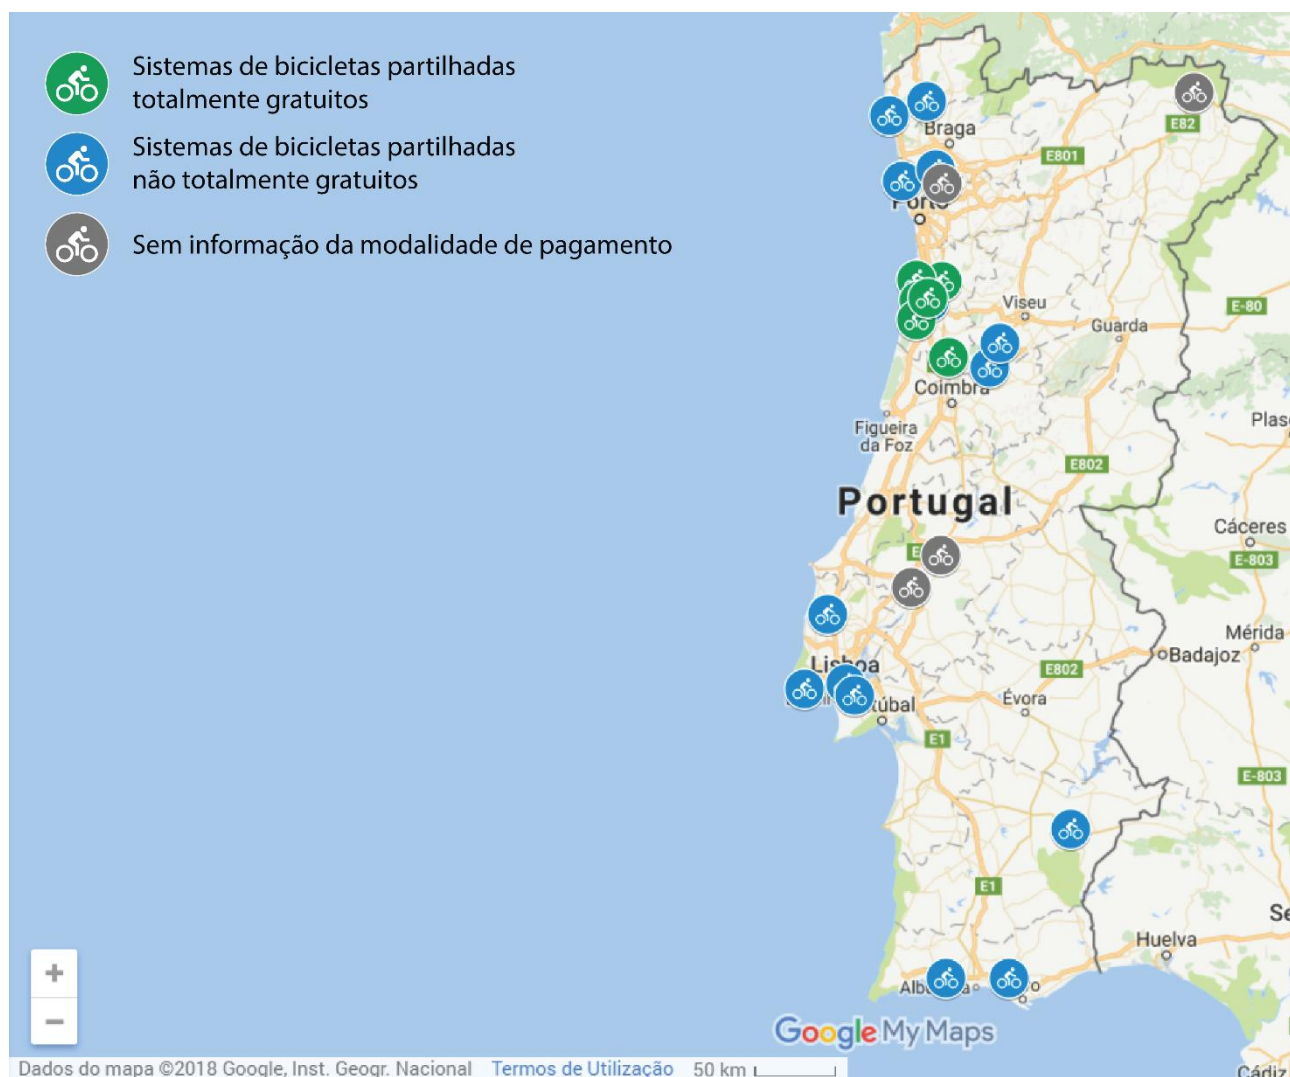 Sistemas de bicicletas partilhadas
totalmente gratuitos
Sistemas de bicicletas partilhadas
não totalmente gratuitos
Sem informação da modalidade de pagamento
Braga
E82
E801
Porto
Viseu
E-80
Guarda
Coimbra
Figueira
da Foz
E802
Portugal
Cáceres
E-803
Mérida
Badajoz
Lisboa
E802
Évora
túbal
E1
E-803
E1
Huelva
+
−
Google My Maps
Dados do mapa ©2018 Google, Inst. Geogr. Nacional
Termos de Utilização
50 km
Cádiz